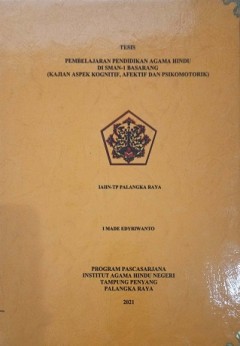 TESIS
PEMBELAJARAN PENDIDIKAN AGAMA HINDU
DI SMAN-1 BASARANG
(KAJIAN ASPEK KOGNITIF, AFEKTIF DAN PSIKOMOTORIK)
IAHN-TP PALANGKA RAYA
I MADE EDYRIWANTO
PROGRAM PASCASARJANA
INSTITUT AGAMA HINDU NEGERI
TAMPUNG PENYANG
PALANGKA RAYA
2021